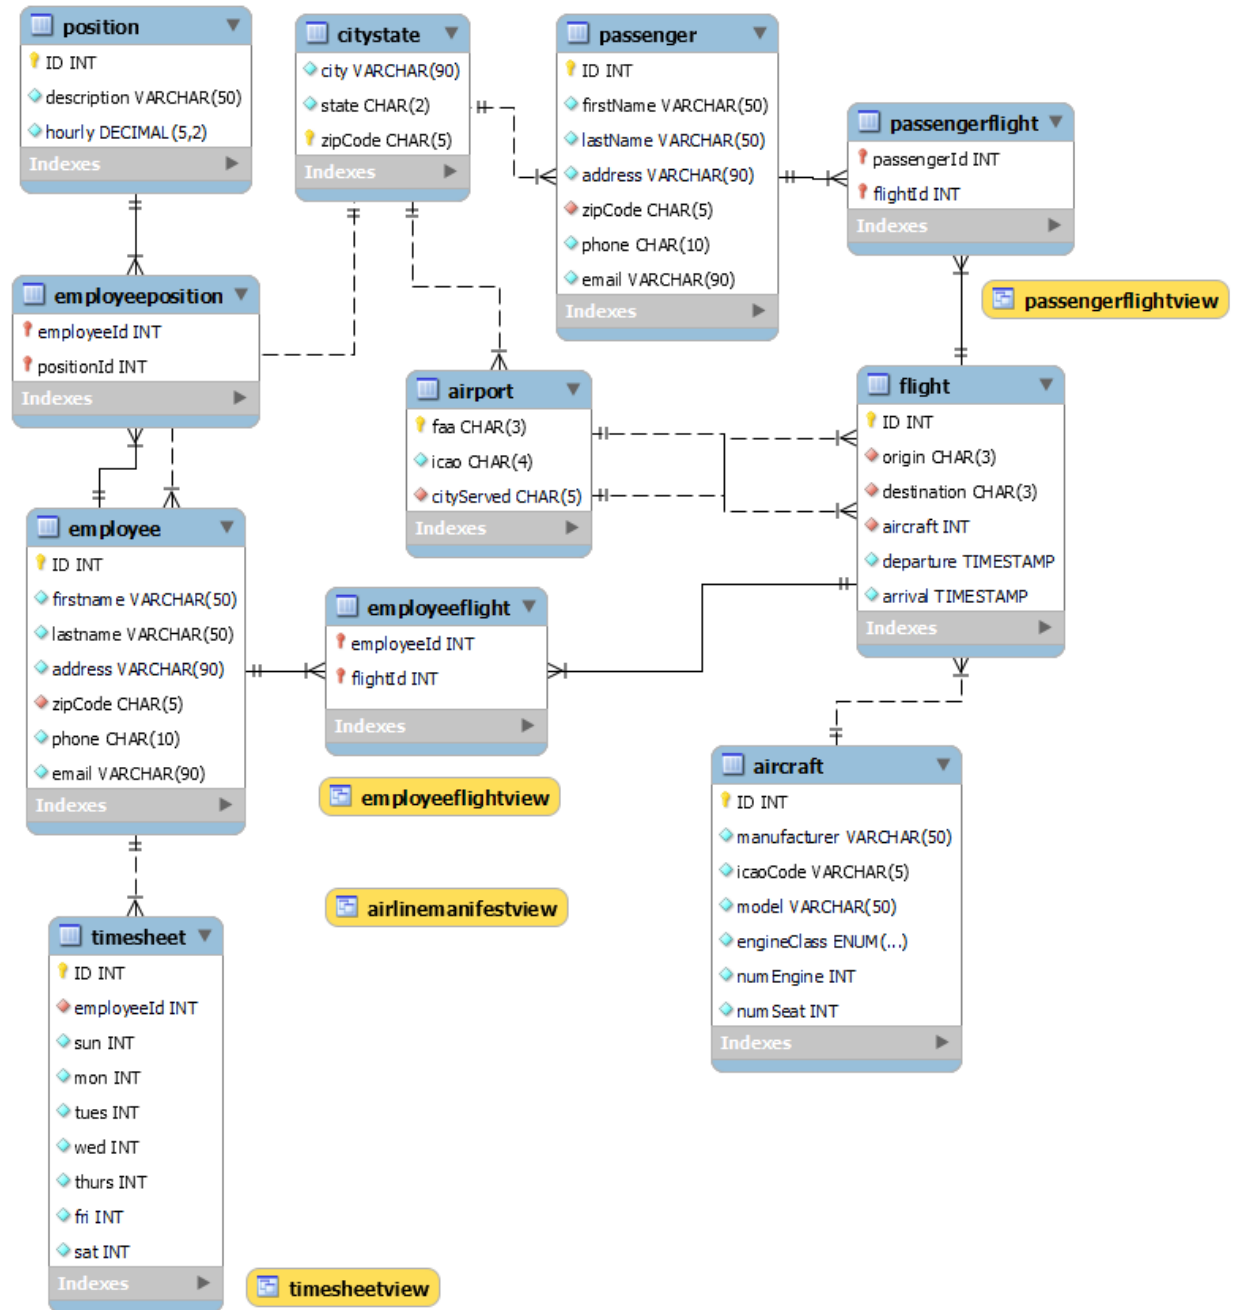 position
ID INT
description VARCHAR(50)
hourly DECIMAL(5,2)
Indexes
citystate
city VARCHAR(90)
state CHAR(2)
zipCode CHAR(5)
Indexes
passenger
ID INT
firstName VARCHAR(50)
lastName VARCHAR(50)
address VARCHAR(90)
zipCode CHAR(5)
phone CHAR(10)
email VARCHAR(90)
Indexes
passengerflight
passengerId INT
flightId INT
Indexes
passengerflightview
employeeposition
employeeId INT
positionId INT
Indexes
airport
faa CHAR(3)
icao CHAR(4)
cityServed CHAR(5)
Indexes
flight
ID INT
origin CHAR(3)
destination CHAR(3)
aircraft INT
departure TIMESTAMP
arrival TIMESTAMP
Indexes
employee
ID INT
firstname VARCHAR(50)
lastname VARCHAR(50)
address VARCHAR(90)
zipCode CHAR(5)
phone CHAR(10)
email VARCHAR(90)
Indexes
employeeflight
employeeId INT
flightId INT
Indexes
employeeflightview
airlinemanifestview
aircraft
ID INT
manufacturer VARCHAR(50)
icaoCode VARCHAR(5)
model VARCHAR(50)
engineClass ENUM(...)
numEngine INT
numSeat INT
Indexes
timesheet
ID INT
employeeId INT
sun INT
mon INT
tues INT
wed INT
thurs INT
fri INT
sat INT
Indexes
timesheetview